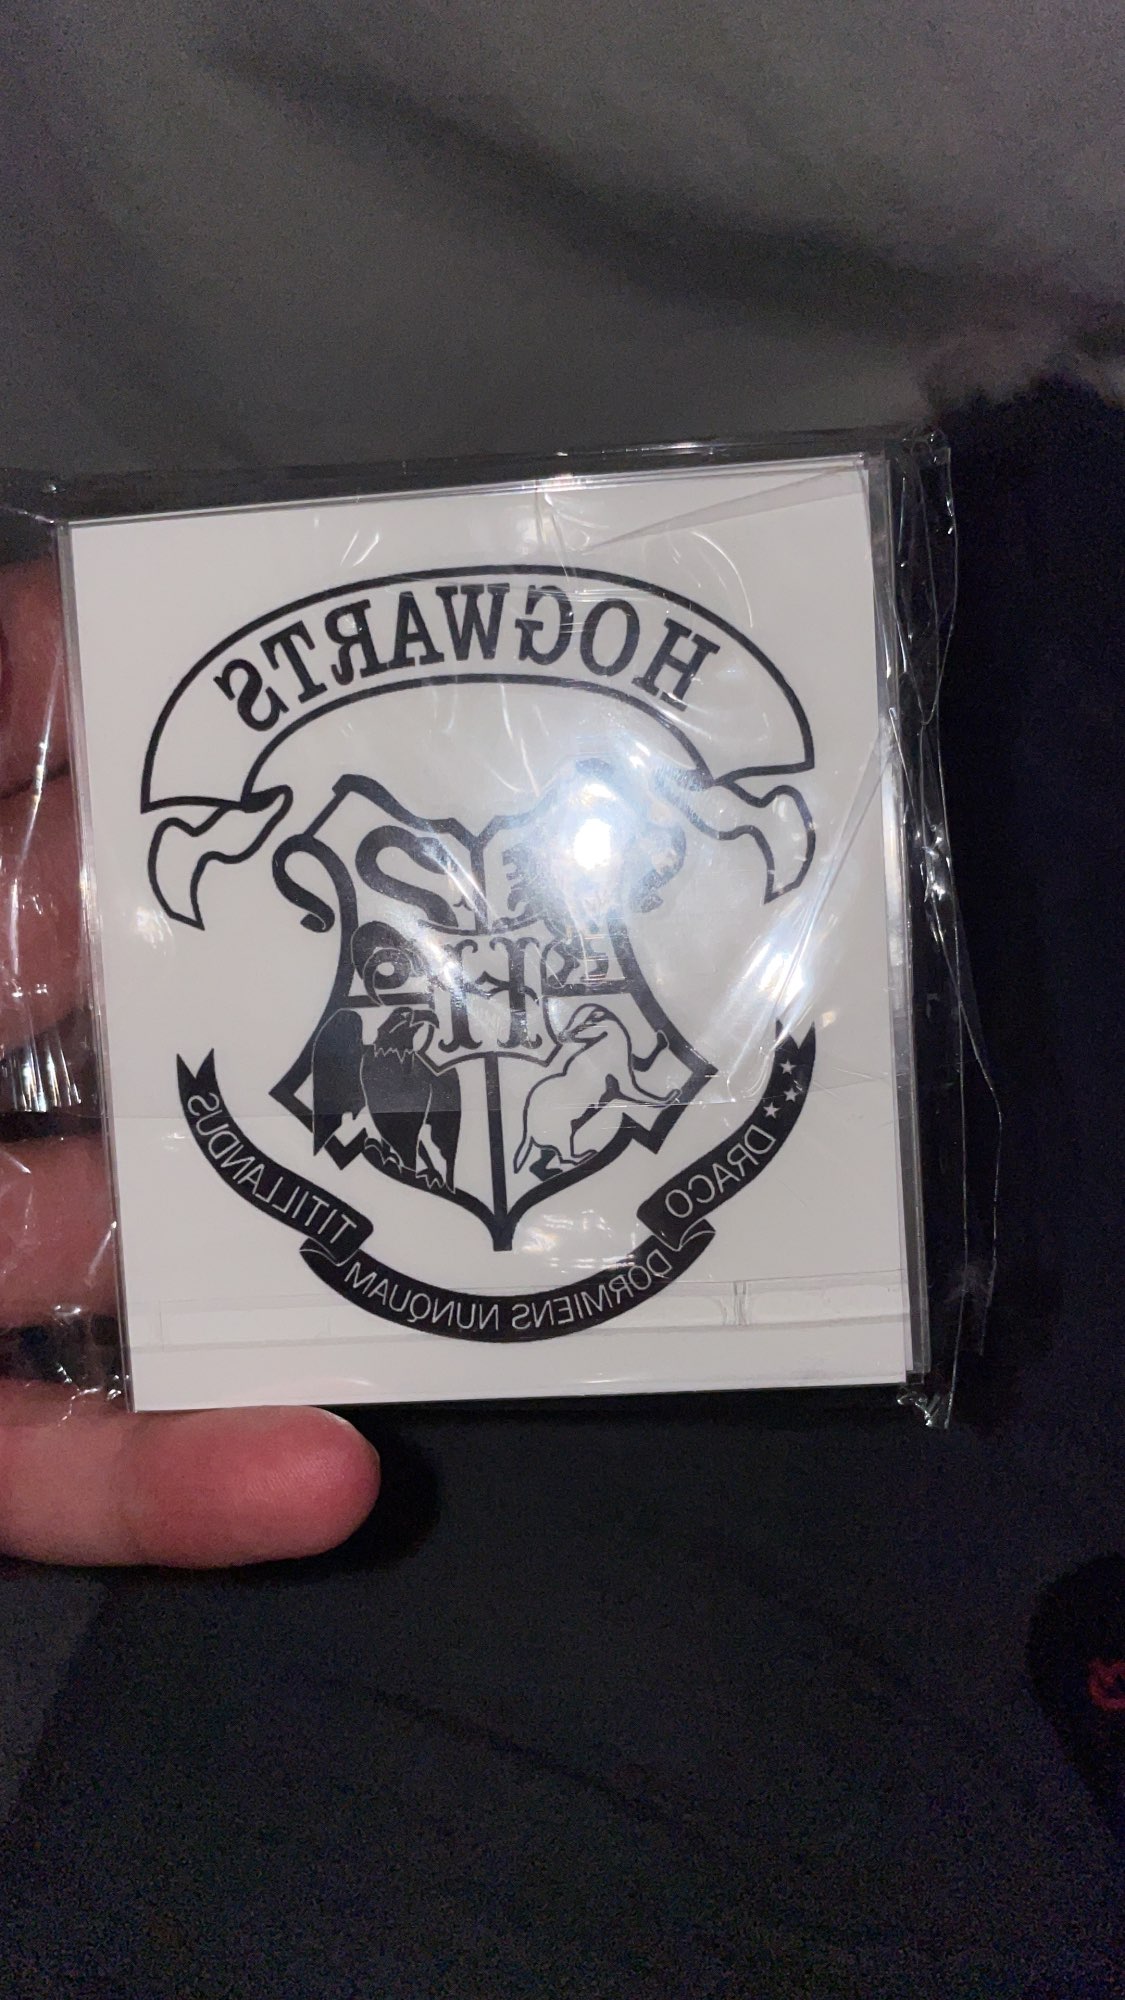 HOGWARTS
H
DRACO DORMIENS NUNQUAM TITILLANDUS